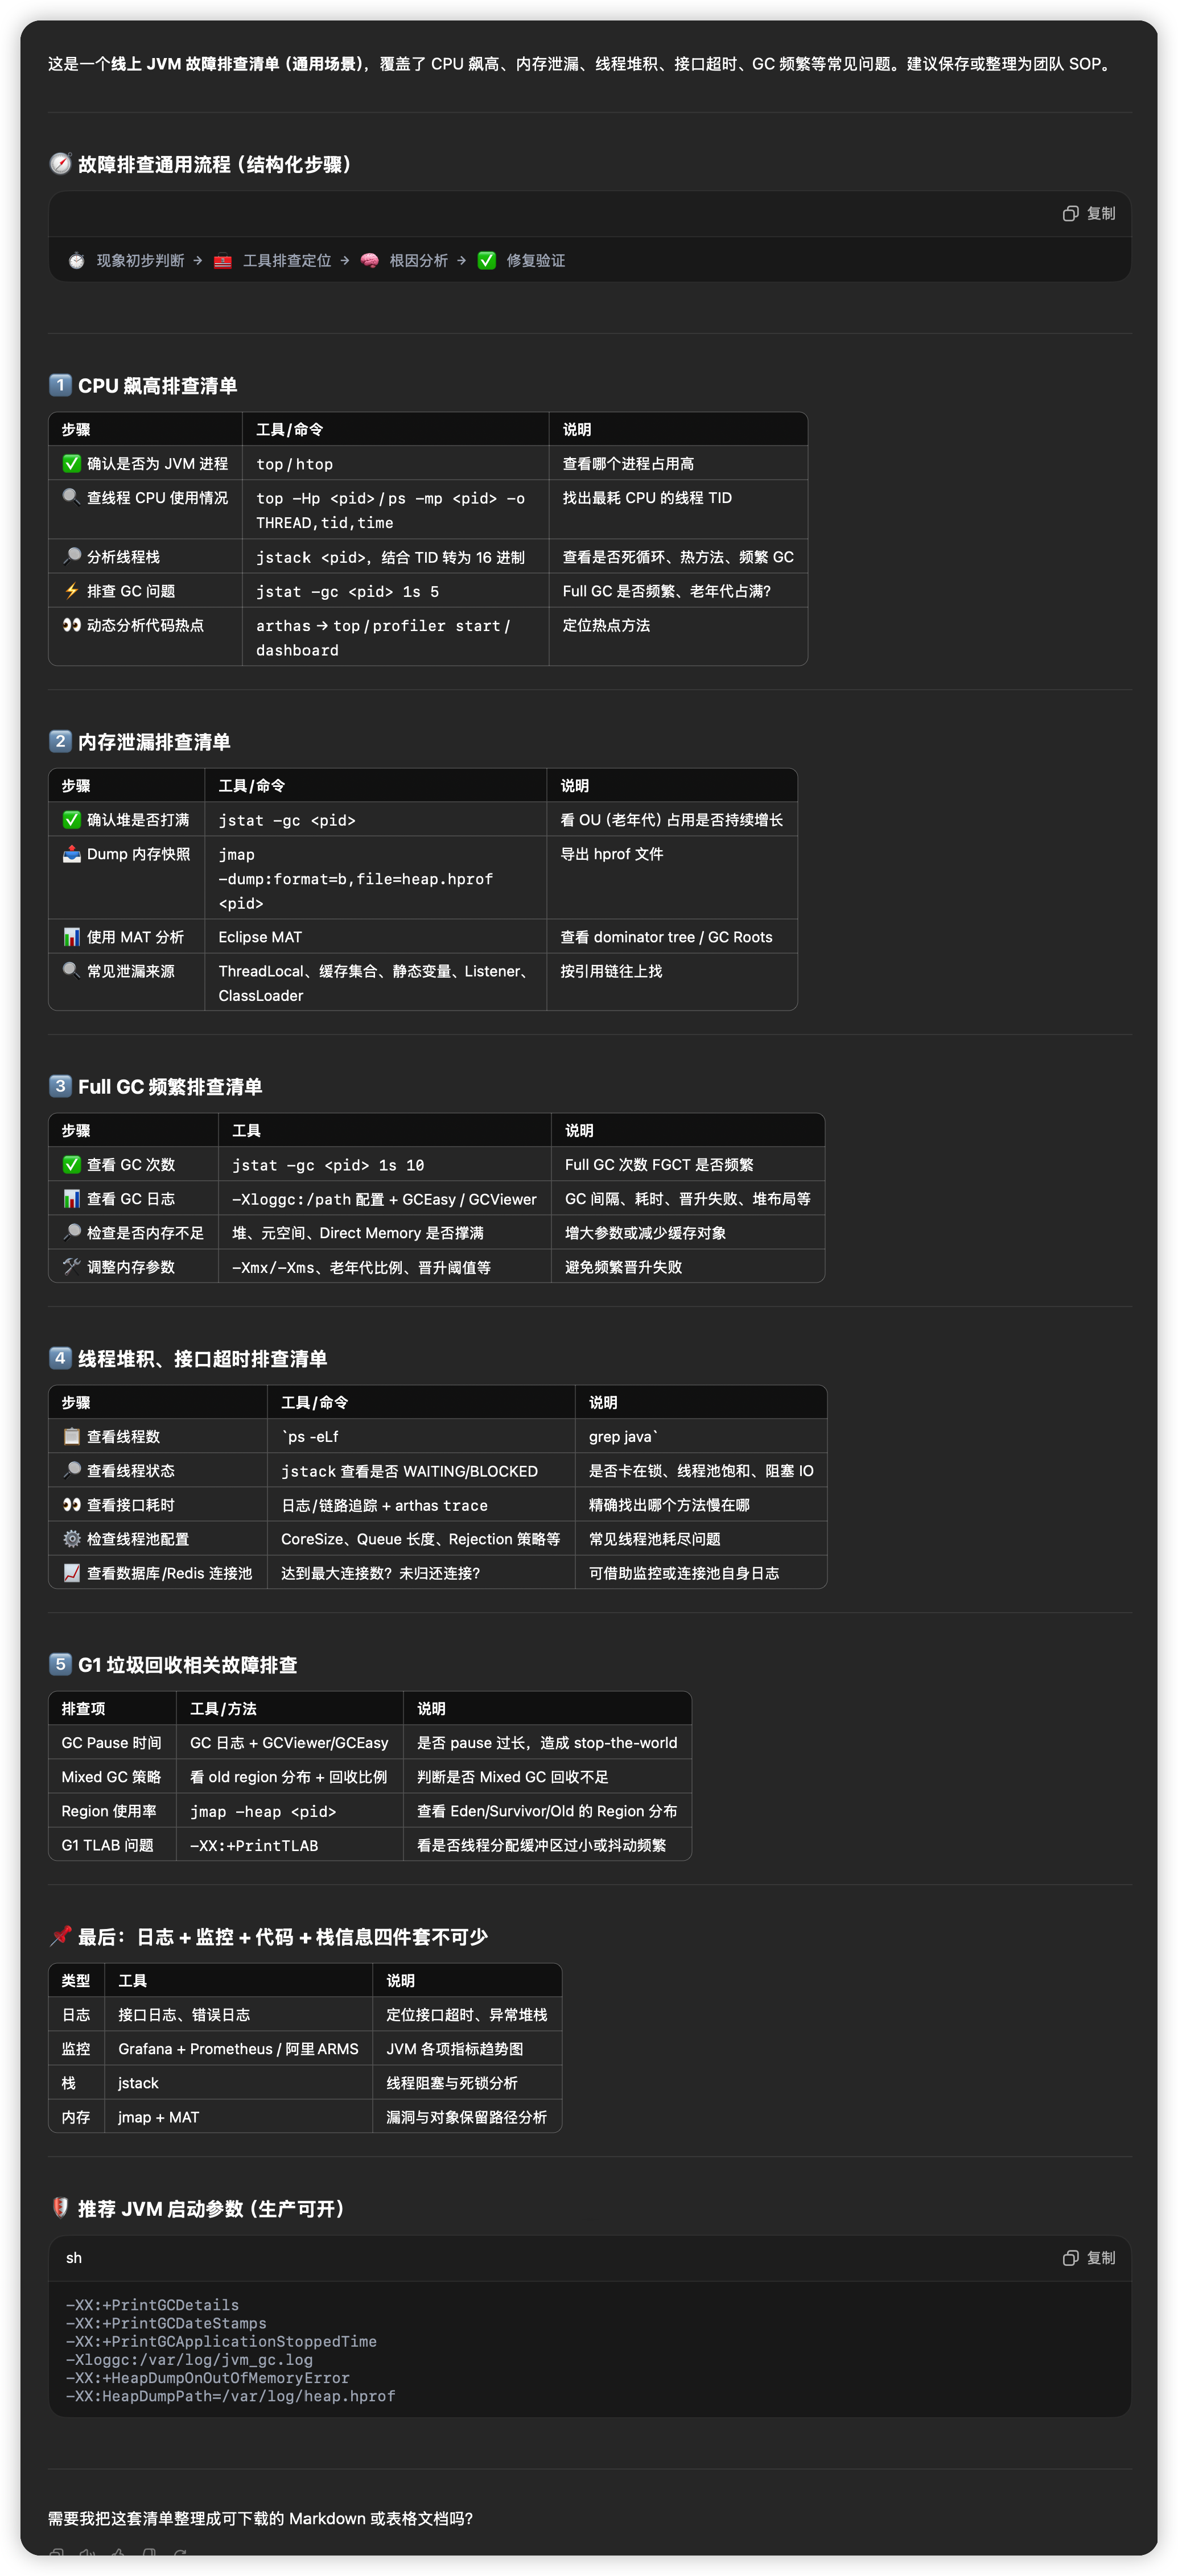 这是一个线上 JVM 故障排查清单（通用场景），覆盖了 CPU 飙高、内存泄漏、线程堆积、接口超时、GC 频繁等常见问题。建议保存或整理为团队 SOP。
🧭 故障排查通用流程（结构化步骤）
复制
⏱️ 现象初步判断 → 🧰 工具排查定位 → 🧠 根因分析 → ✅ 修复验证
1️⃣ CPU 飙高排查清单
步骤 工具/命令 说明
✅ 确认是否为 JVM 进程 top / htop 查看哪个进程占用高
🔍 查线程 CPU 使用情况 top -Hp <pid> / ps -mp <pid> -o 找出最耗 CPU 的线程 TID
THREAD,tid,time
🔎 分析线程栈 jstack <pid>，结合 TID 转为 16 进制 查看是否死循环、热方法、频繁 GC
⚡ 排查 GC 问题 jstat -gc <pid> 1s 5 Full GC 是否频繁、老年代占满？
👀 动态分析代码热点 arthas → top / profiler start / 定位热点方法
dashboard
2️⃣ 内存泄漏排查清单
步骤 工具/命令 说明
✅ 确认堆是否打满 jstat -gc <pid> 看 OU（老年代）占用是否持续增长
📤 Dump 内存快照 jmap 导出 hprof 文件
-dump:format=b,file=heap.hprof
<pid>
📊 使用 MAT 分析 Eclipse MAT 查看 dominator tree / GC Roots
🔍 常见泄漏来源 ThreadLocal、缓存集合、静态变量、Listener、 按引用链往上找
ClassLoader
3️⃣ Full GC 频繁排查清单
步骤 工具 说明
✅ 查看 GC 次数 jstat -gc <pid> 1s 10 Full GC 次数 FGCT 是否频繁
📊 查看 GC 日志 -Xloggc:/path 配置 + GCEasy / GCViewer GC 间隔、耗时、晋升失败、堆布局等
🔎 检查是否内存不足 堆、元空间、Direct Memory 是否撑满 增大参数或减少缓存对象
🛠️ 调整内存参数 -Xmx/-Xms、老年代比例、晋升阈值等 避免频繁晋升失败
4️⃣ 线程堆积、接口超时排查清单
步骤 工具/命令 说明
📋 查看线程数 `ps -eLf grep java`
🔎 查看线程状态 jstack 查看是否 WAITING/BLOCKED 是否卡在锁、线程池饱和、阻塞 IO
👀 查看接口耗时 日志/链路追踪 + arthas trace 精确找出哪个方法慢在哪
⚙️ 检查线程池配置 CoreSize、Queue 长度、Rejection 策略等 常见线程池耗尽问题
📈 查看数据库/Redis 连接池 达到最大连接数？未归还连接？ 可借助监控或连接池自身日志
5️⃣ G1 垃圾回收相关故障排查
排查项 工具/方法 说明
GC Pause 时间 GC 日志 + GCViewer/GCEasy 是否 pause 过长，造成 stop-the-world
Mixed GC 策略 看 old region 分布 + 回收比例 判断是否 Mixed GC 回收不足
Region 使用率 jmap -heap <pid> 查看 Eden/Survivor/Old 的 Region 分布
G1 TLAB 问题 -XX:+PrintTLAB 看是否线程分配缓冲区过小或抖动频繁
📌 最后：日志 + 监控 + 代码 + 栈信息四件套不可少
类型 工具 说明
日志 接口日志、错误日志 定位接口超时、异常堆栈
监控 Grafana + Prometheus / 阿里 ARMS JVM 各项指标趋势图
栈 jstack 线程阻塞与死锁分析
内存 jmap + MAT 漏洞与对象保留路径分析
🛡️ 推荐 JVM 启动参数（生产可开）
sh 复制
-XX:+PrintGCDetails
-XX:+PrintGCDateStamps
-XX:+PrintGCApplicationStoppedTime
-Xloggc:/var/log/jvm_gc.log
-XX:+HeapDumpOnOutOfMemoryError
-XX:HeapDumpPath=/var/log/heap.hprof
需要我把这套清单整理成可下载的 Markdown 或表格文档吗？